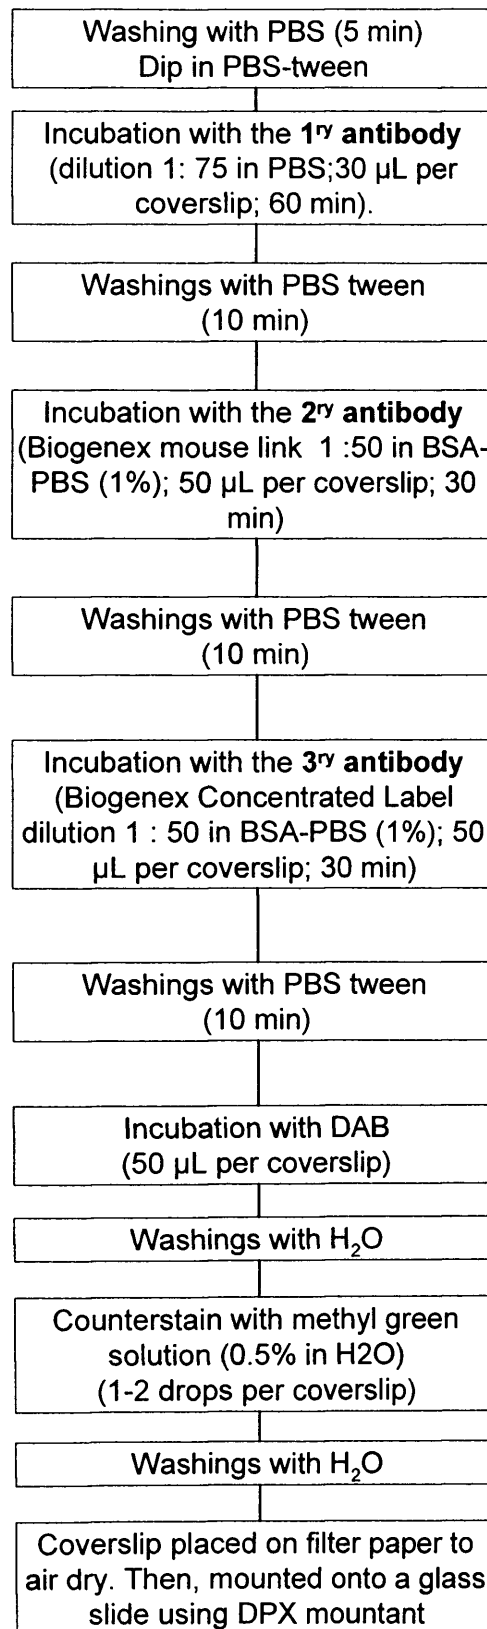 Washing with PBS (5 min)
Dip in PBS-tween
Incubation with the 1ʳʸ antibody
(dilution 1: 75 in PBS;30 µL per
coverslip; 60 min).
Washings with PBS tween
(10 min)
Incubation with the 2ʳʸ antibody
(Biogenex mouse link 1 :50 in BSA-
PBS (1%); 50 µL per coverslip; 30
min)
Washings with PBS tween
(10 min)
Incubation with the 3ʳʸ antibody
(Biogenex Concentrated Label
dilution 1 : 50 in BSA-PBS (1%); 50
µL per coverslip; 30 min)
Washings with PBS tween
(10 min)
Incubation with DAB
(50 µL per coverslip)
Washings with H₂O
Counterstain with methyl green
solution (0.5% in H2O)
(1-2 drops per coverslip)
Washings with H₂O
Coverslip placed on filter paper to
air dry. Then, mounted onto a glass
slide using DPX mountant